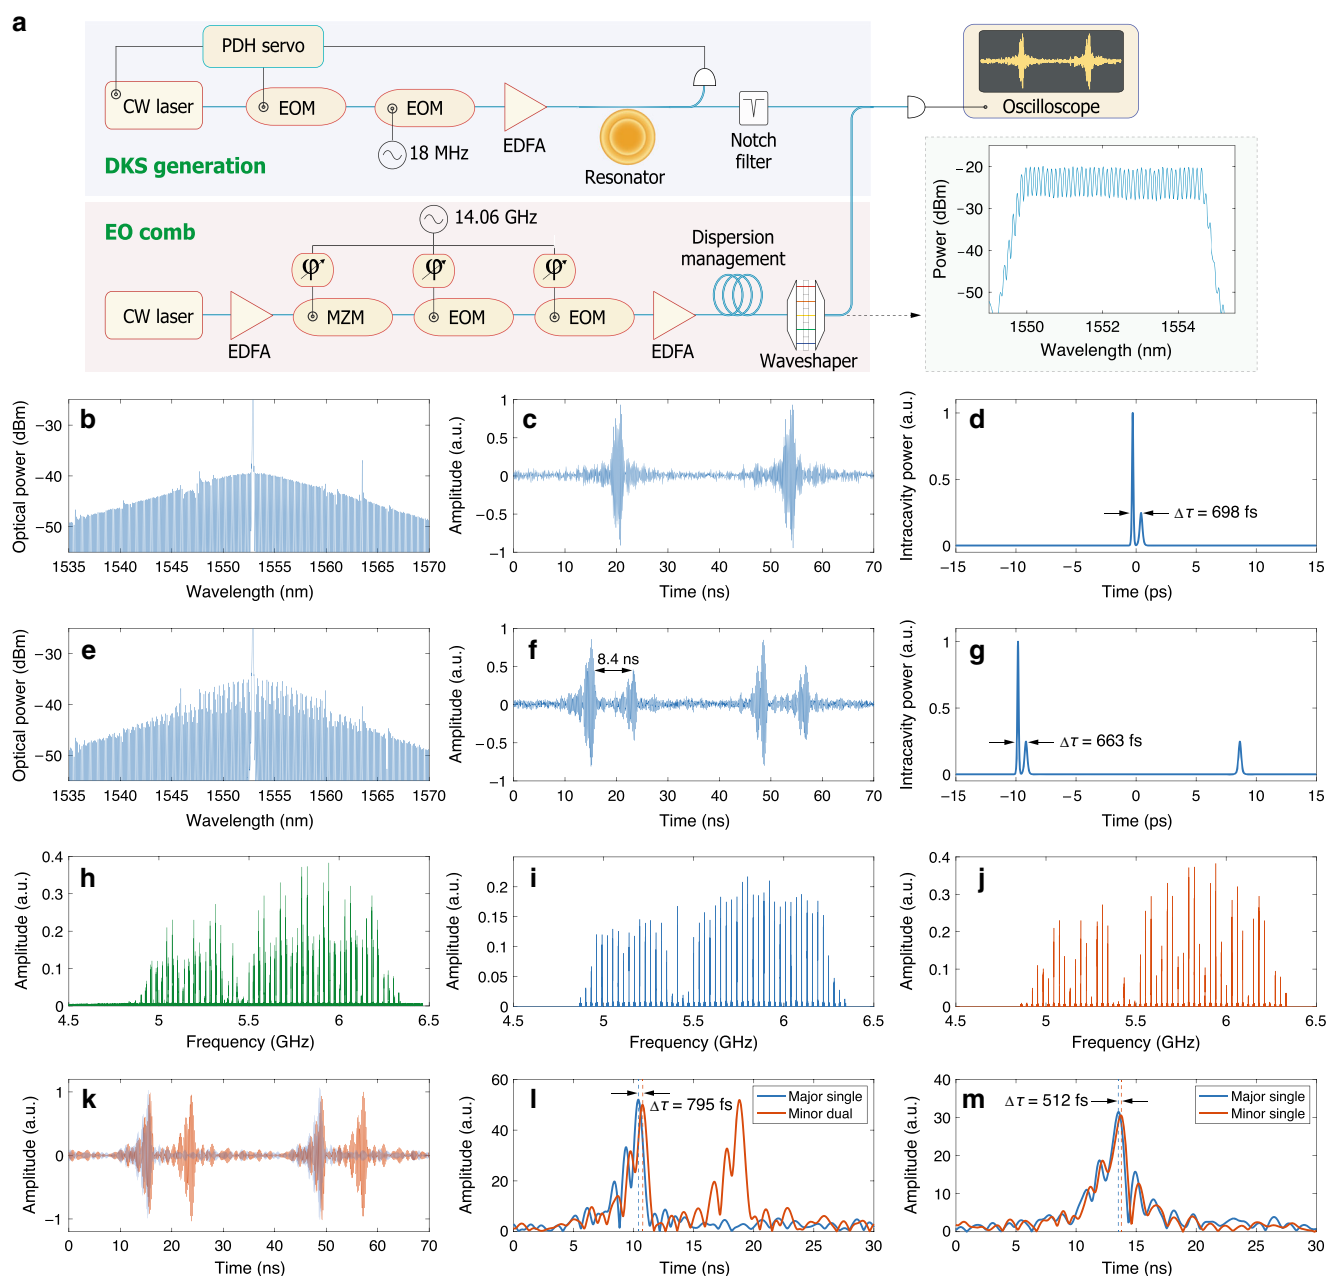 a
PDH servo
CW laser
EOM
EOM
EDFA
18 MHz
Resonator
Notch
filter
Oscilloscope
DKS generation
EO comb
14.06 GHz
φ
φ
φ
CW laser
EDFA
MZM
EOM
EOM
EDFA
Dispersion
management
Waveshaper
Power (dBm)
−20
−30
−40
−50
1550
1552
1554
Wavelength (nm)
b
Optical power (dBm)
−30
−40
−50
1535
1540
1545
1550
1555
1560
1565
1570
Wavelength (nm)
c
Amplitude (a.u.)
1
0.5
0
−0.5
−1
0
10
20
30
40
50
60
70
Time (ns)
d
Intracavity power (a.u.)
1
0.5
0
Δτ = 698 fs
−15
−10
−5
0
5
10
15
Time (ps)
e
Optical power (dBm)
−30
−40
−50
1535
1540
1545
1550
1555
1560
1565
1570
Wavelength (nm)
f
Amplitude (a.u.)
1
0.5
0
−0.5
−1
8.4 ns
0
10
20
30
40
50
60
70
Time (ns)
g
Intracavity power (a.u.)
1
0.5
0
Δτ = 663 fs
−15
−10
−5
0
5
10
15
Time (ps)
h
Amplitude (a.u.)
0.4
0.3
0.2
0.1
0
4.5
5
5.5
6
6.5
Frequency (GHz)
i
Amplitude (a.u.)
0.2
0.15
0.1
0.05
0
4.5
5
5.5
6
6.5
Frequency (GHz)
j
Amplitude (a.u.)
0.4
0.3
0.2
0.1
0
4.5
5
5.5
6
6.5
Frequency (GHz)
k
Amplitude (a.u.)
1
0
−1
0
10
20
30
40
50
60
70
Time (ns)
l
Amplitude (a.u.)
60
50
40
30
20
10
0
Δτ = 795 fs
Major single
Minor dual
0
5
10
15
20
25
30
Time (ns)
m
Amplitude (a.u.)
40
30
20
10
0
Δτ = 512 fs
Major single
Minor single
0
5
10
15
20
25
30
Time (ns)